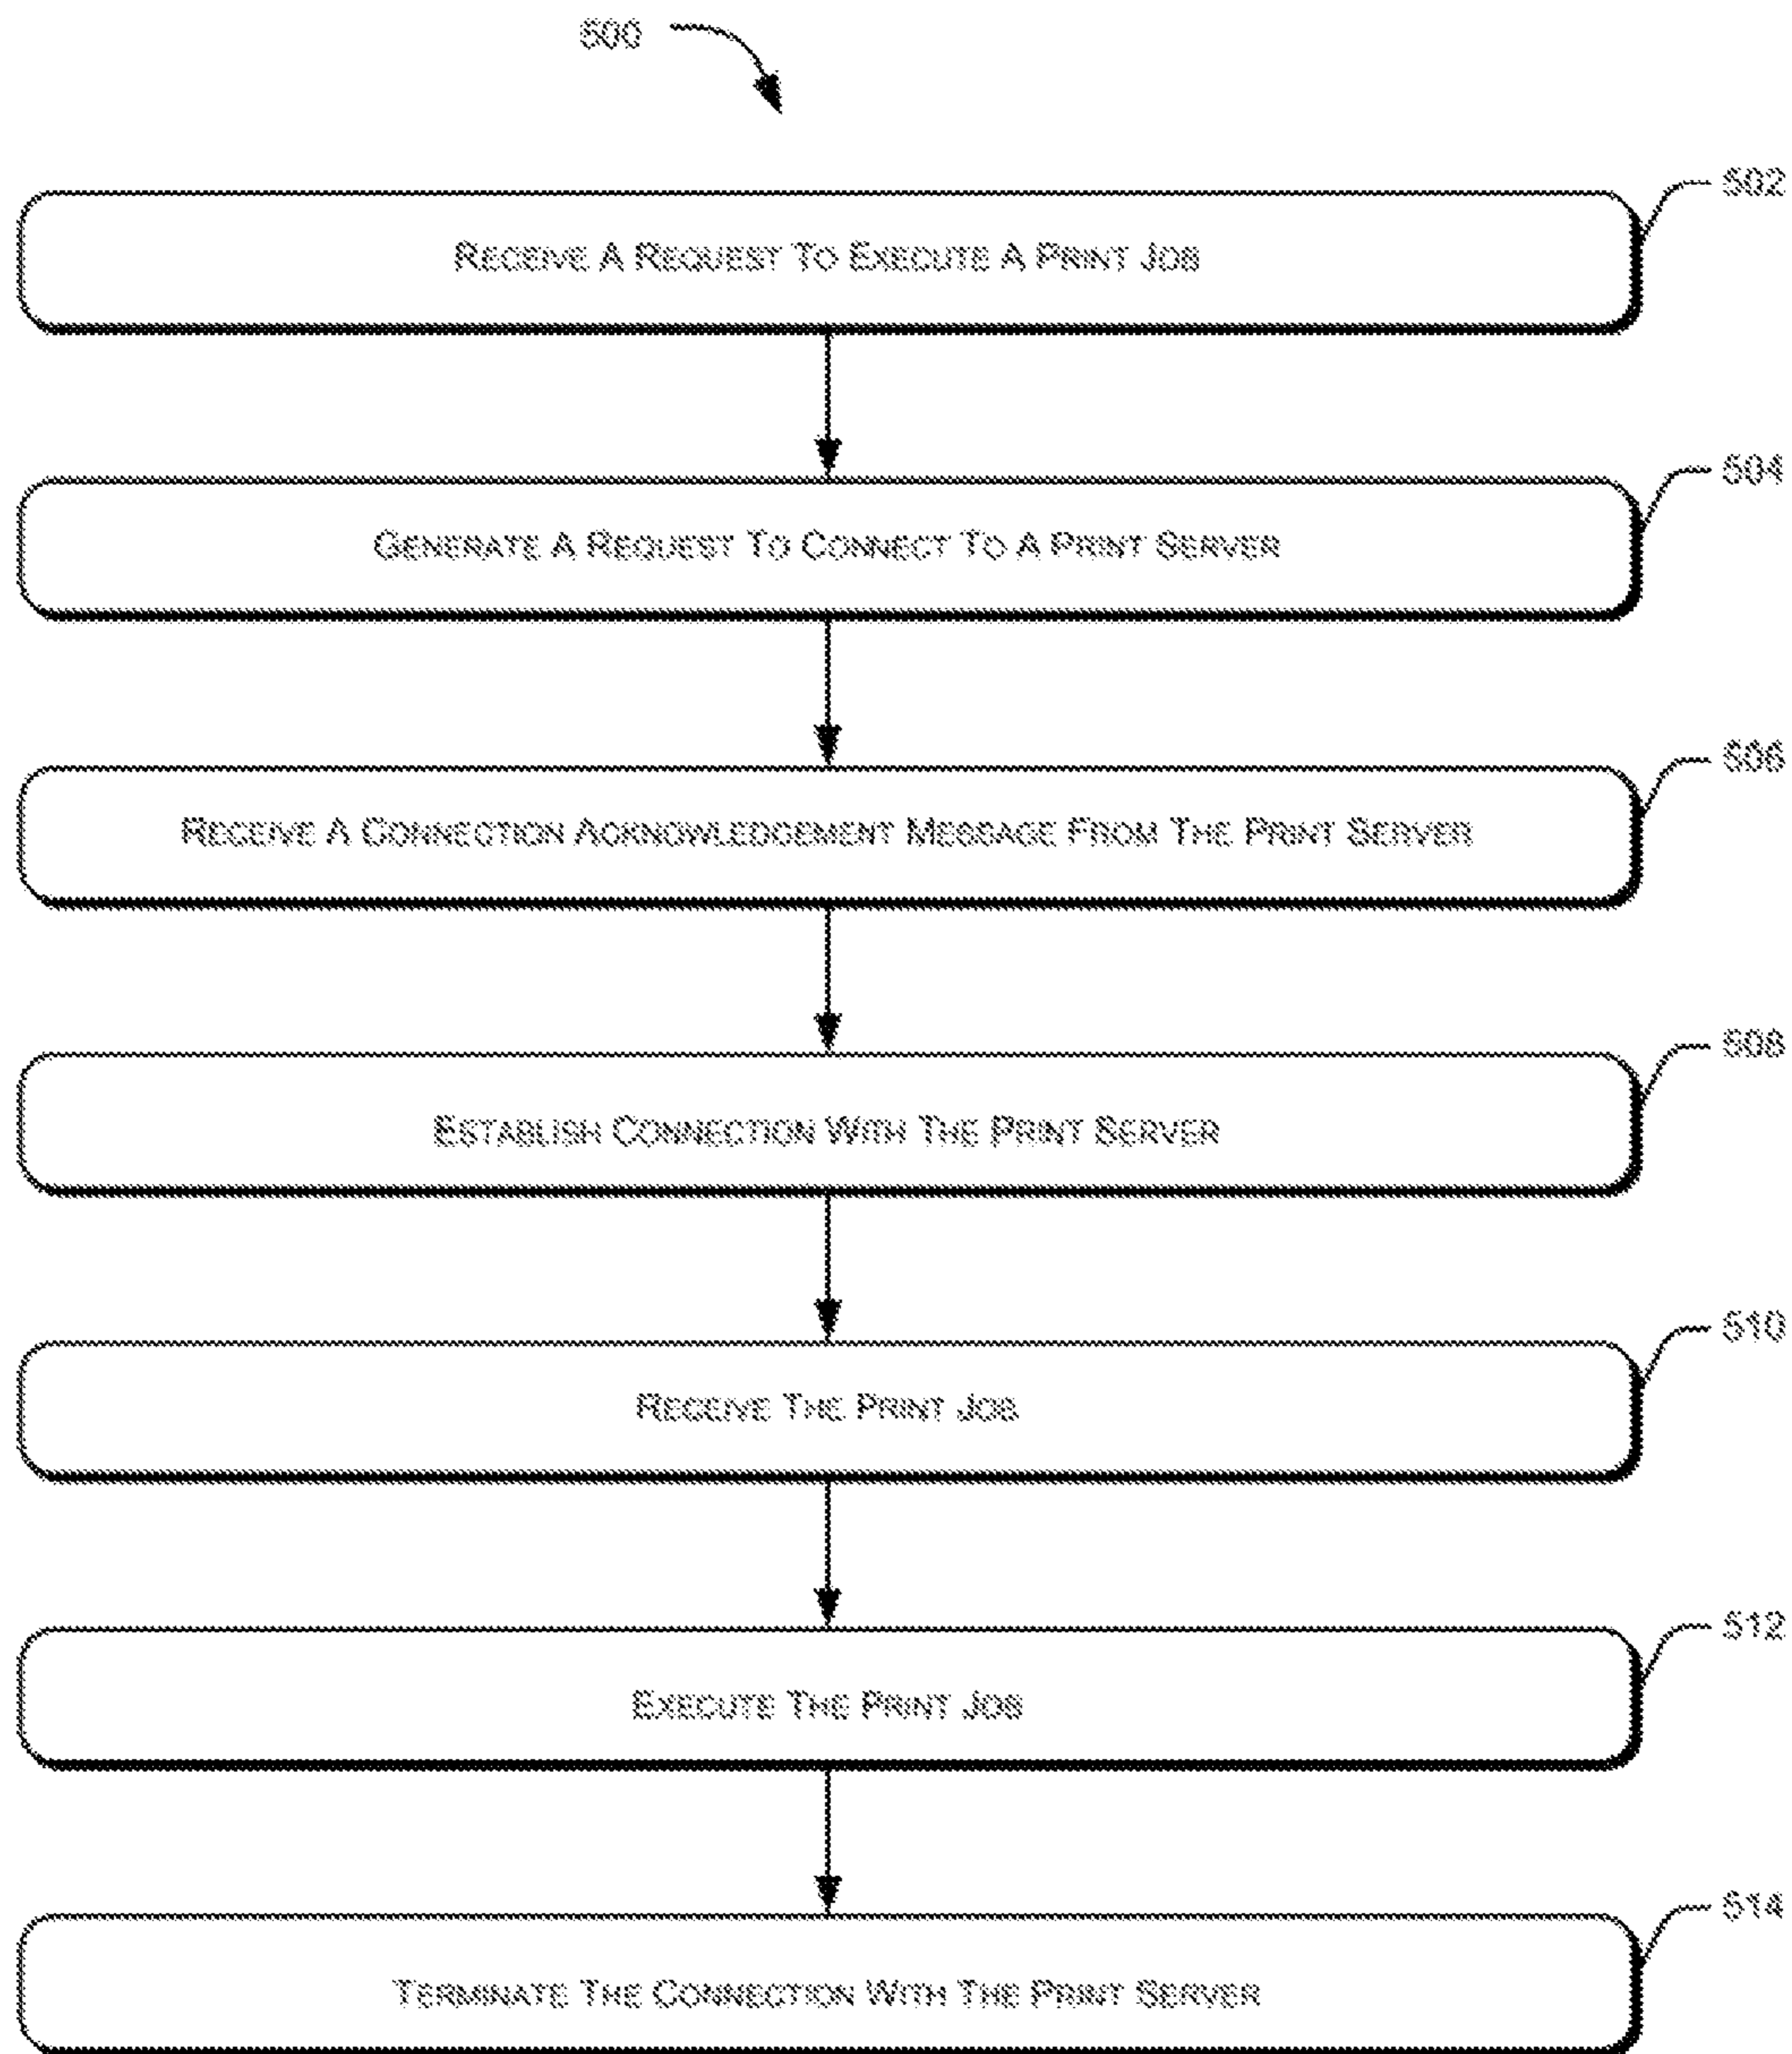 500
502
RECEIVE A REQUEST TO EXECUTE A PRINT JOB
504
GENERATE A REQUEST TO CONNECT TO A PRINT SERVER
506
RECEIVE A CONNECTION ACKNOWLEDGEMENT MESSAGE FROM THE PRINT SERVER
508
ESTABLISH CONNECTION WITH THE PRINT SERVER
510
RECEIVE THE PRINT JOB
512
EXECUTE THE PRINT JOB
514
TERMINATE THE CONNECTION WITH THE PRINT SERVER